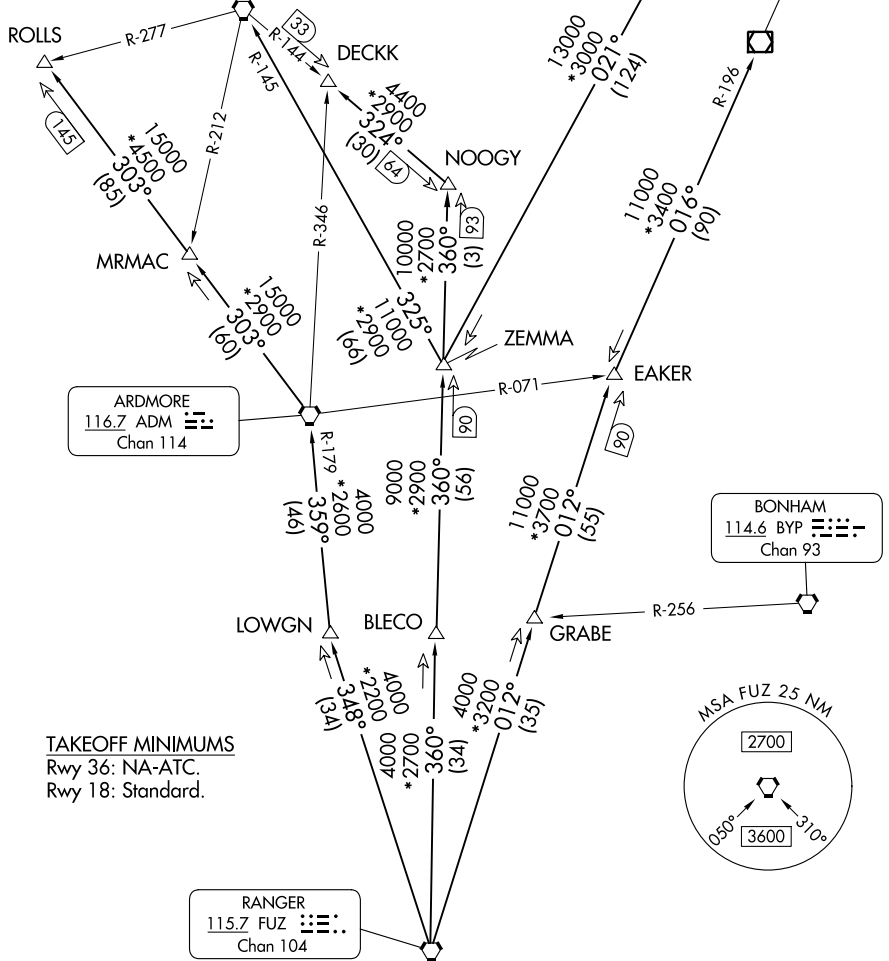 ROLLS
R-277
33
R-144
DECKK
R-145
13000
*3000
021°
(124)
R-196
145
R-212
4400
*2900
324°
(30)
64
NOOGY
15000
*4500
303°
(85)
R-346
93
11000
*3400
016°
(90)
MRMAC
10000
*2700
360°
(3)
325°
11000
*2900
(66)
15000
*2900
303°
(60)
ZEMMA
R-071
EAKER
ARDMORE
116.7 ADM
Chan 114
90
90
R-179
4000
*2600
359°
(46)
9000
*2900
360°
(56)
11000
*3700
012°
(55)
BONHAM
114.6 BYP
Chan 93
R-256
LOWGN
BLECO
GRABE
4000
*2200
348°
(34)
4000
*2700
360°
(34)
4000
*3200
012°
(35)
MSA FUZ 25 NM
2700
050°
310°
3600
TAKEOFF MINIMUMS
Rwy 36: NA-ATC.
Rwy 18: Standard.
RANGER
115.7 FUZ
Chan 104